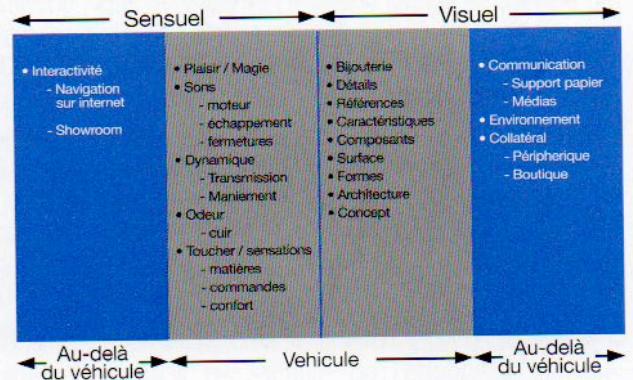 Sensuel
Visuel
• Interactivité
- Navigation
sur internet
- Showroom
• Plaisir / Magie
• Sons
- moteur
- échappement
- fermetures
• Dynamique
- Transmission
- Maniement
• Odeur
- cuir
• Toucher / sensations
- matières
- commandes
- confort
• Bijouterie
• Détails
• Références
• Caractéristiques
• Composants
• Surface
• Formes
• Architecture
• Concept
• Communication
- Support papier
- Médias
• Environnement
• Collatéral
- Péripherique
- Boutique
Au-delà
du véhicule
Vehicule
Au-delà
du véhicule